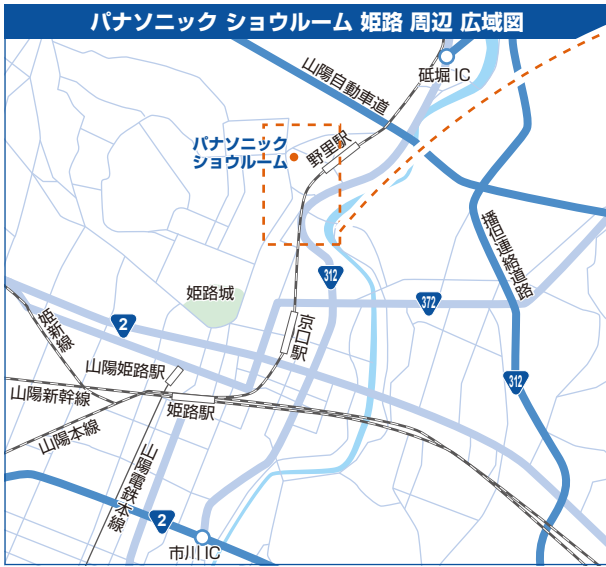 パナソニック ショウルーム 姫路 周辺 広域図
砥堀 IC
山陽自動車道
パナソニック
ショウルーム
野里駅
播但連絡道路
312
372
姫路城
2
姫新線
京口駅
山陽姫路駅
312
山陽新幹線
姫路駅
山陽本線
山陽電鉄本線
2
市川 IC